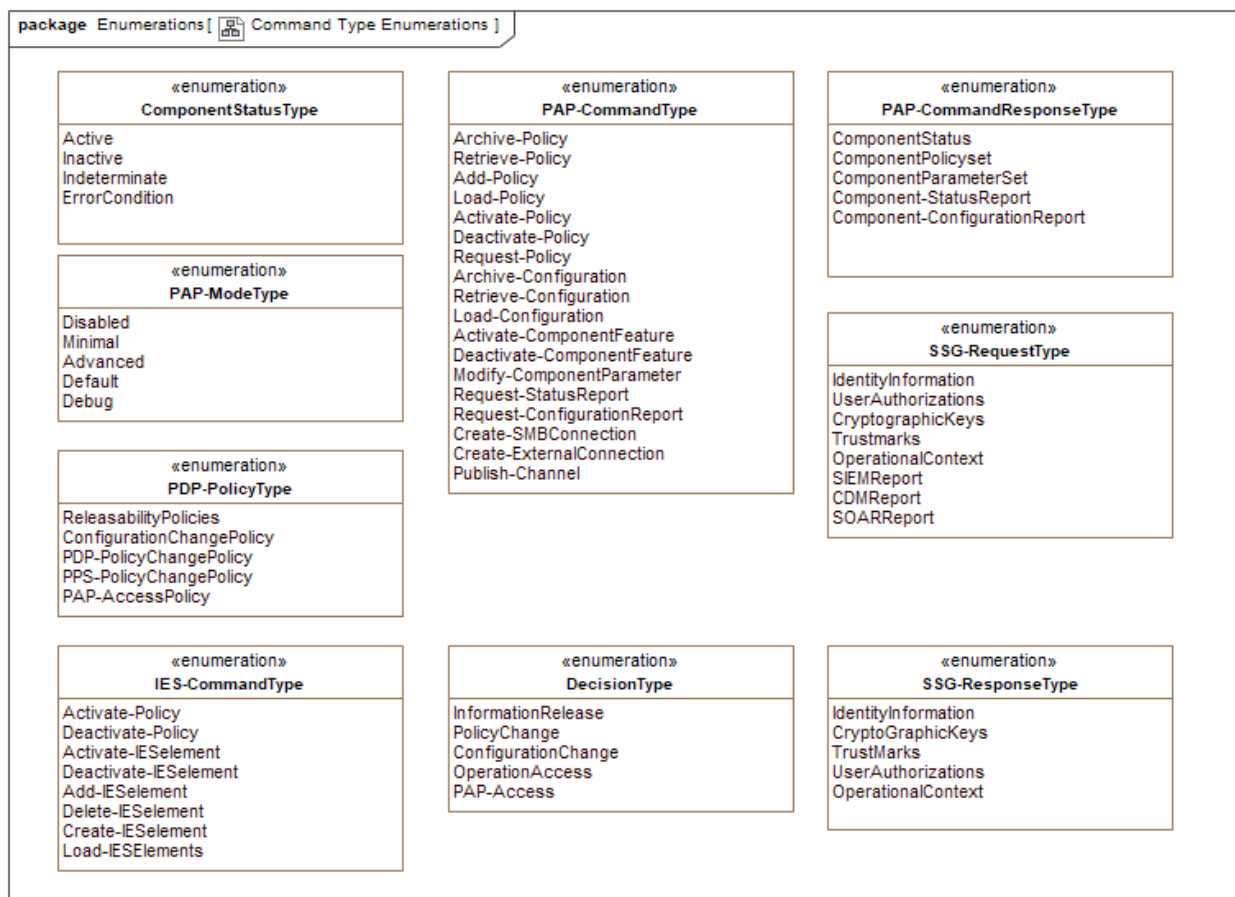 package Enumerations[ Command Type Enumerations ]
«enumeration»
ComponentStatusType
Active
Inactive
Indeterminate
ErrorCondition
«enumeration»
PAP-CommandType
Archive-Policy
Retrieve-Policy
Add-Policy
Load-Policy
Activate-Policy
Deactivate-Policy
Request-Policy
Archive-Configuration
Retrieve-Configuration
Load-Configuration
Activate-ComponentFeature
Deactivate-ComponentFeature
Modify-ComponentParameter
Request-StatusReport
Request-ConfigurationReport
Create-SMBConnection
Create-ExternalConnection
Publish-Channel
«enumeration»
PAP-CommandResponseType
ComponentStatus
ComponentPolicyset
ComponentParameterSet
Component-StatusReport
Component-ConfigurationReport
«enumeration»
PAP-ModeType
Disabled
Minimal
Advanced
Default
Debug
«enumeration»
SSG-RequestType
IdentityInformation
UserAuthorizations
CryptographicKeys
Trustmarks
OperationalContext
SIEMReport
CDMReport
SOARReport
«enumeration»
PDP-PolicyType
ReleasabilityPolicies
ConfigurationChangePolicy
PDP-PolicyChangePolicy
PPS-PolicyChangePolicy
PAP-AccessPolicy
«enumeration»
IES-CommandType
Activate-Policy
Deactivate-Policy
Activate-IESelement
Deactivate-IESelement
Add-IESelement
Delete-IESelement
Create-IESelement
Load-IESElements
«enumeration»
DecisionType
InformationRelease
PolicyChange
ConfigurationChange
OperationAccess
PAP-Access
«enumeration»
SSG-ResponseType
IdentityInformation
CryptoGraphicKeys
TrustMarks
UserAuthorizations
OperationalContext